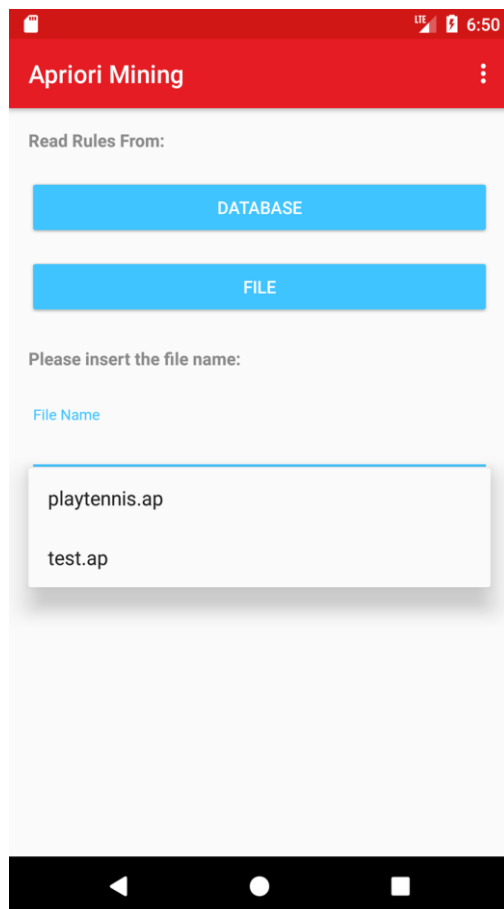 LTE 6:50
Apriori Mining
Read Rules From:
DATABASE
FILE
Please insert the file name:
File Name
playtennis.ap
test.ap